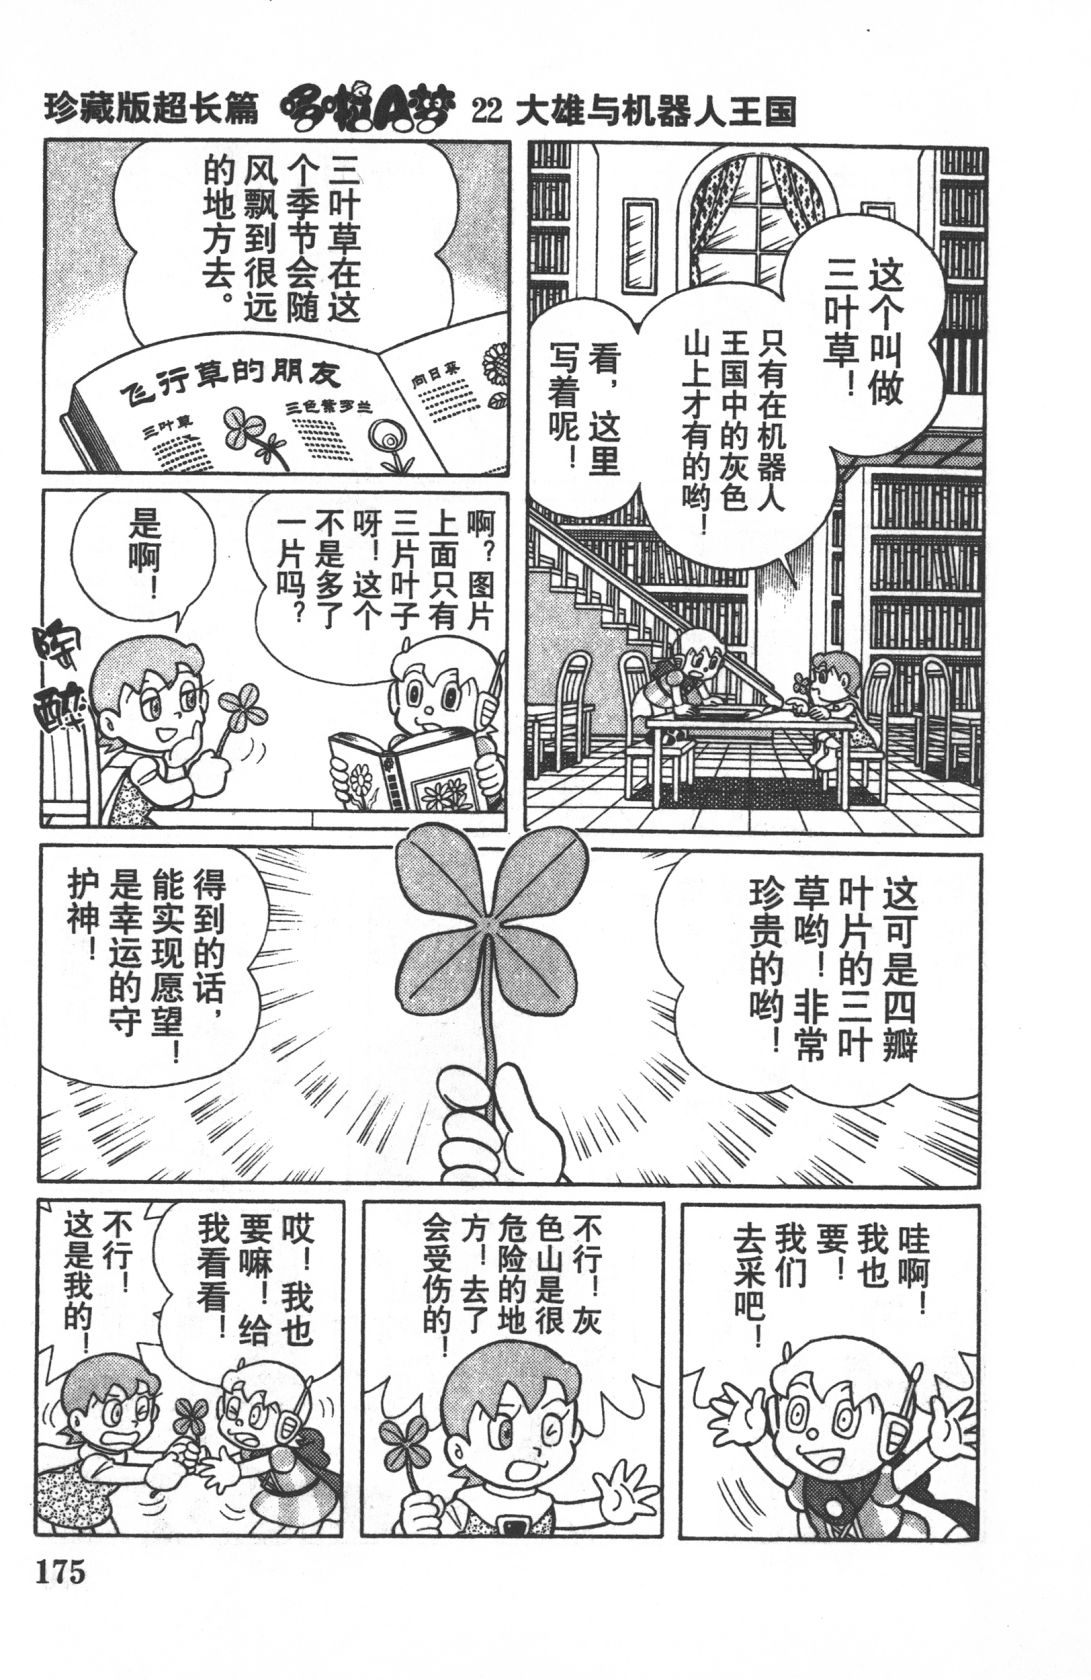 珍藏版超长篇 哆啦A梦 22 大雄与机器人王国
这个叫做
三叶草！
只有在机器人
王国中的灰色
山上才有的哟！
看，这里
写着呢！
三叶草在这
个季节会随
风飘到很远
的地方去。
飞行草的朋友
三叶草
三色紫罗兰
向日葵
啊？图片
上面只有
三片叶子
呀！这个
不是多了
一片吗？
是啊！
陶醉
这可是四瓣
叶片的三叶
草哟！非常
珍贵的哟！
得到的话，
能实现愿望！
是幸运的守
护神！
哇啊！
我也
要！
我们
去采吧！
不行！灰
色山是很
危险的地
方！去了
会受伤的！
哎！我也
要嘛！给
我看看！
不行！
这是我的！
175